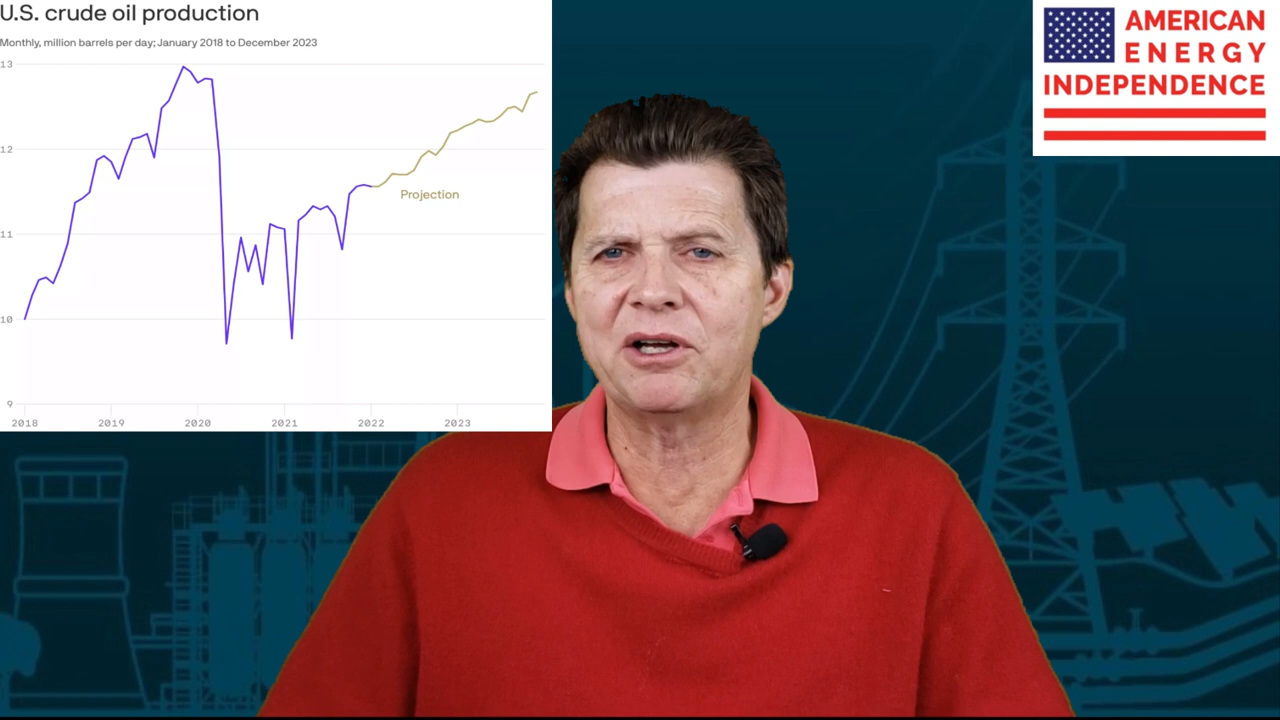 U.S. crude oil production
Monthly, million barrels per day; January 2018 to December 2023
13
12
11
10
9
Projection
2018 2019 2020 2021 2022 2023
AMERICAN
ENERGY
INDEPENDENCE